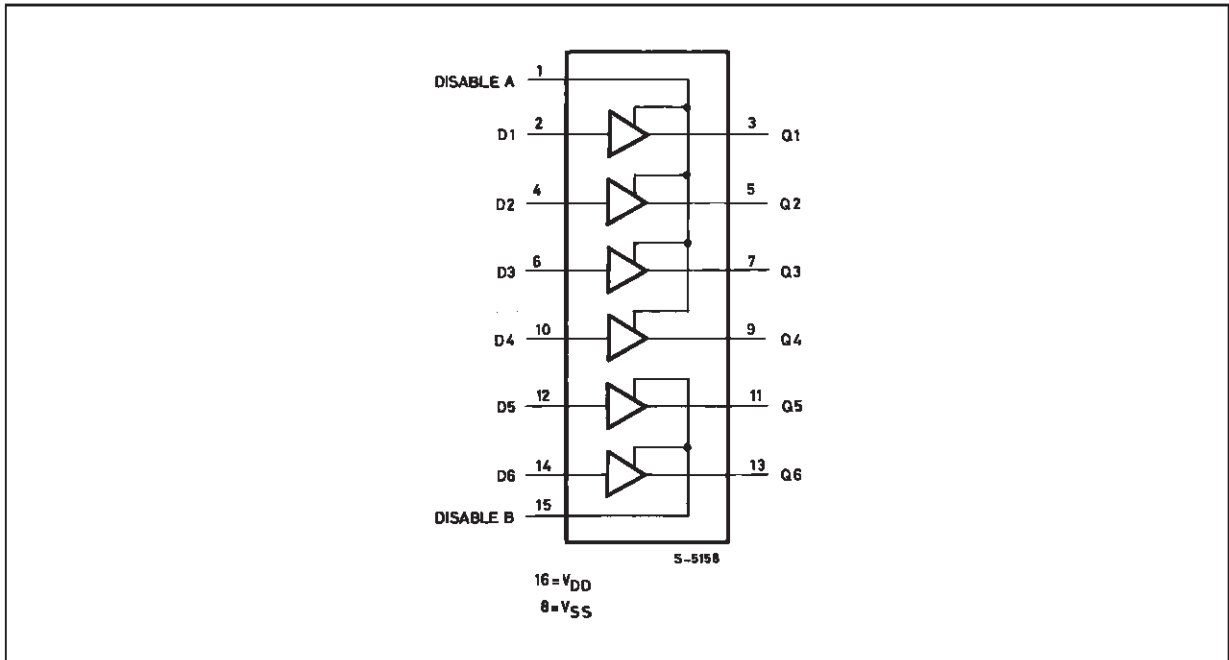 DISABLE A 1
D1 2 3 Q1
D2 4 5 Q2
D3 6 7 Q3
D4 10 9 Q4
D5 12 11 Q5
D6 14 13 Q6
DISABLE B 15
S-5158
16=VDD
8=VSS